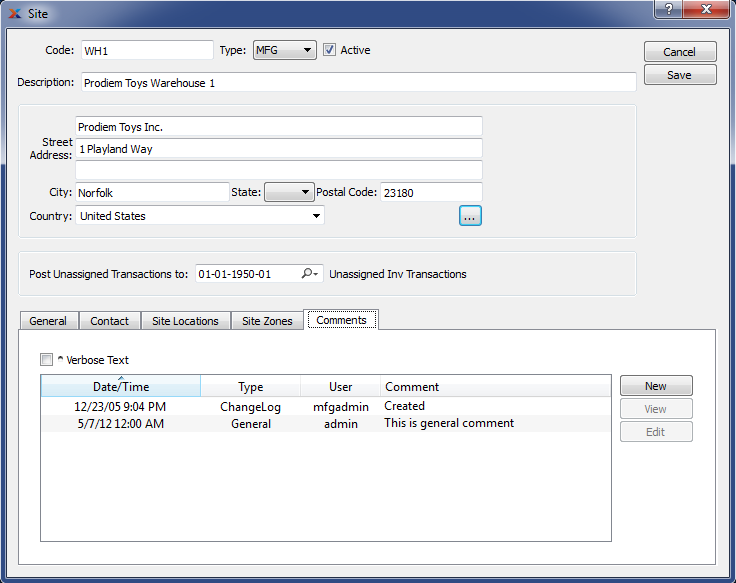 Site
Code: WH1 Type: MFG Active
Cancel
Description: Prodiem Toys Warehouse 1
Save
Prodiem Toys Inc.
Street Address: 1 Playland Way
City: Norfolk State: Postal Code: 23180
Country: United States ...
Post Unassigned Transactions to: 01-01-1950-01 Unassigned Inv Transactions
General Contact Site Locations Site Zones Comments
^ Verbose Text
Date/Time Type User Comment
12/23/05 9:04 PM ChangeLog mfgadmin Created
5/7/12 12:00 AM General admin This is general comment
New
View
Edit